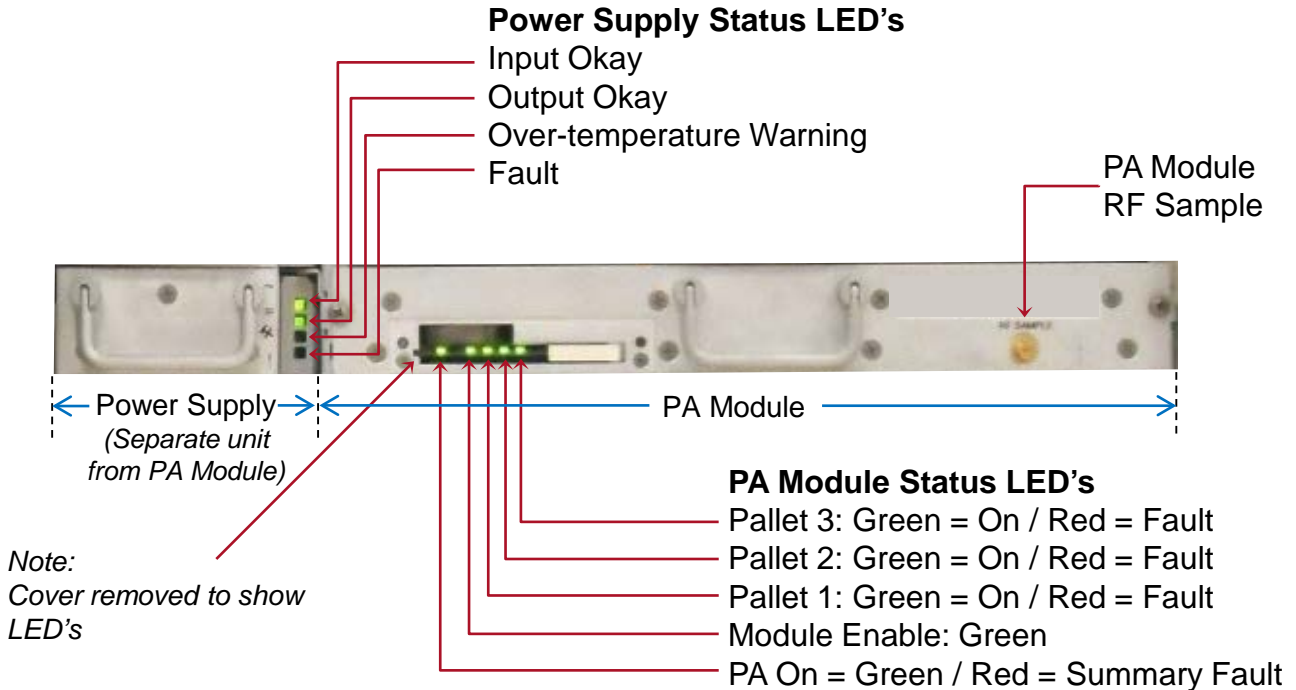 Power Supply Status LED’s
Input Okay
Output Okay
Over-temperature Warning
Fault
PA Module
RF Sample
RF SAMPLE
Power Supply
(Separate unit
from PA Module)
PA Module
Note:
Cover removed to show
LED’s
PA Module Status LED’s
Pallet 3: Green = On / Red = Fault
Pallet 2: Green = On / Red = Fault
Pallet 1: Green = On / Red = Fault
Module Enable: Green
PA On = Green / Red = Summary Fault